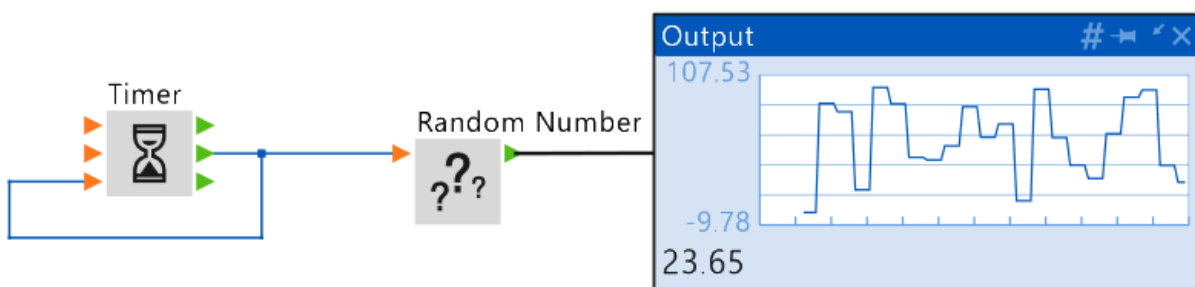 Timer
Random Number
???
Output
#
107.53
-9.78
23.65